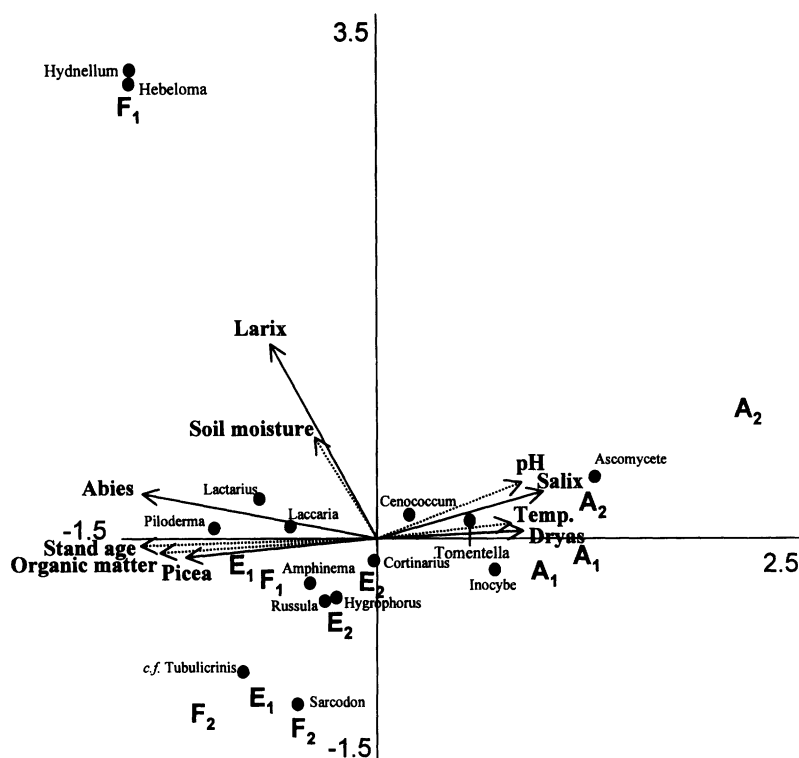 3.5
Hydnellum
Hebeloma
F1
Larix
A2
Soil moisture
Ascomycete
pH
Salix
Abies
Lactarius
Cenococcum
A2
Laccaria
Piloderma
Temp.
-1.5
Dryas
Stand age
Tomentella
A1
2.5
Organic matter
Picea
E1
Amphinema
Cortinarius
F1
E2
Inocybe
A1
Russula
Hygrophorus
E2
c.f. Tubulicrinis
E1
Sarcodon
F2
F2
-1.5